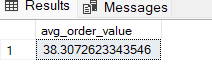 Results Messages
avg_order_value
1 38.3072623343546